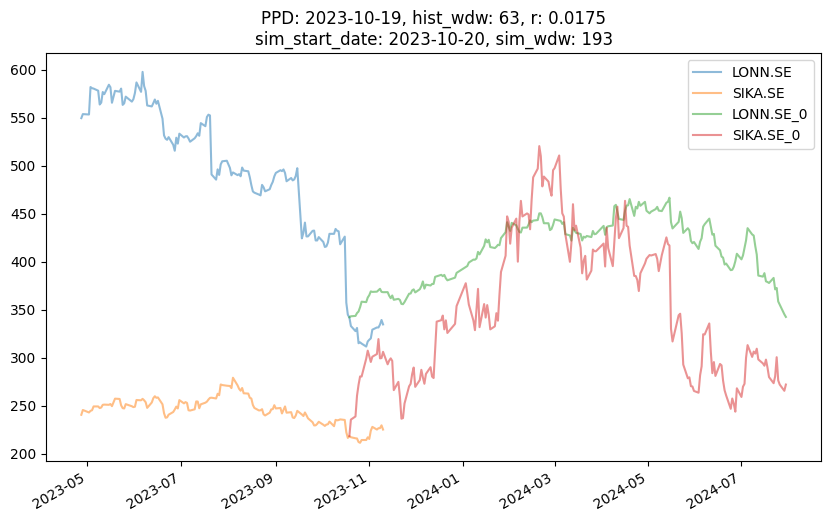 PPD: 2023-10-19, hist_wdw: 63, r: 0.0175
sim_start_date: 2023-10-20, sim_wdw: 193
LONN.SE
SIKA.SE
LONN.SE_0
SIKA.SE_0
600
550
500
450
400
350
300
250
200
2023-05
2023-07
2023-09
2023-11
2024-01
2024-03
2024-05
2024-07